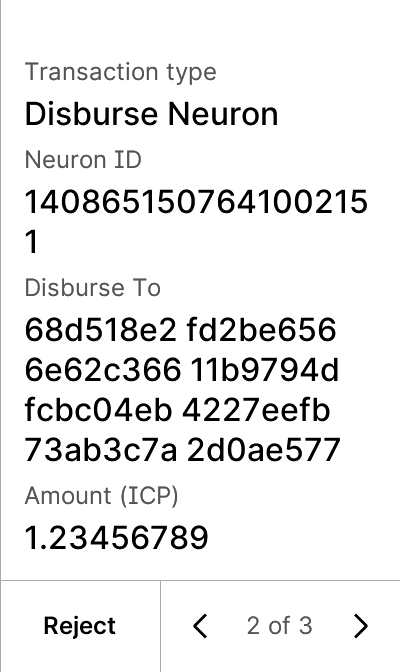 Transaction type
Disburse Neuron
Neuron ID
140865150764100215
1
Disburse To
68d518e2 fd2be656
6e62c366 11b9794d
fcbc04eb 4227eefb
73ab3c7a 2d0ae577
Amount (ICP)
1.23456789
Reject
2 of 3